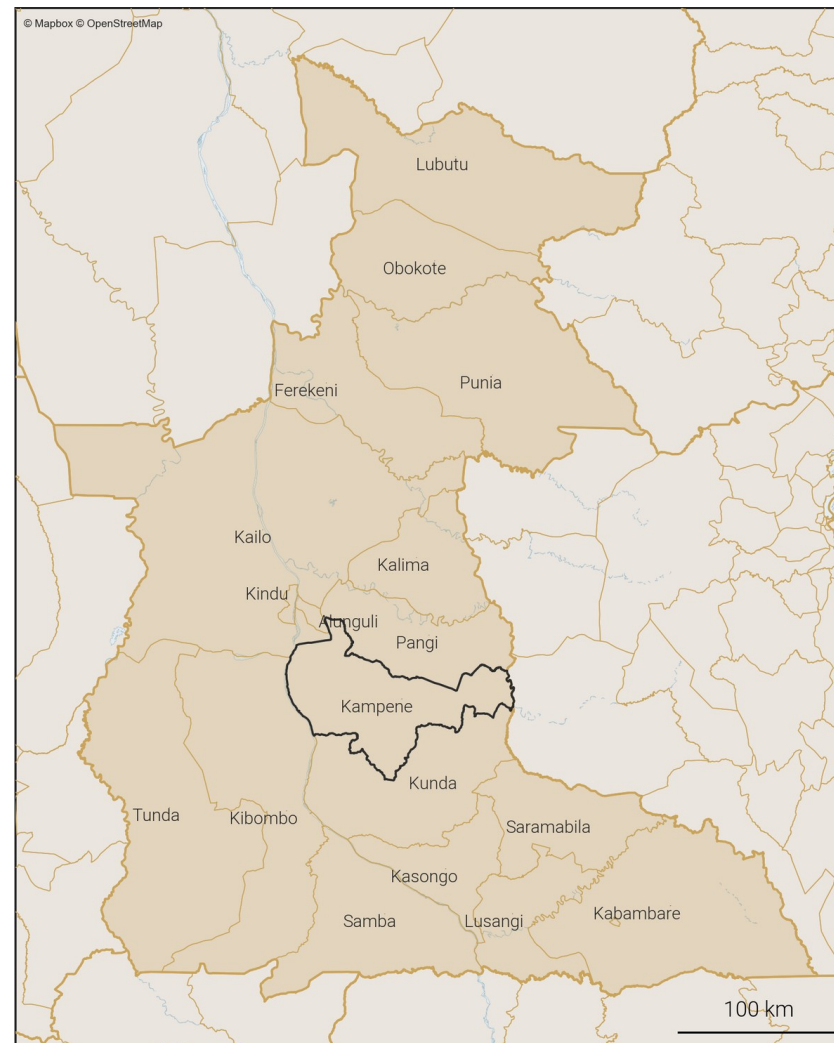 © Mapbox © OpenStreetMap
Lubutu
Obokote
Ferekeni
Punia
Kailo
Kalima
Kindu
Alunguli
Pangi
Kampene
Kunda
Tunda
Kibombo
Saramabila
Kasongo
Samba
Lusangi
Kabambare
100 km